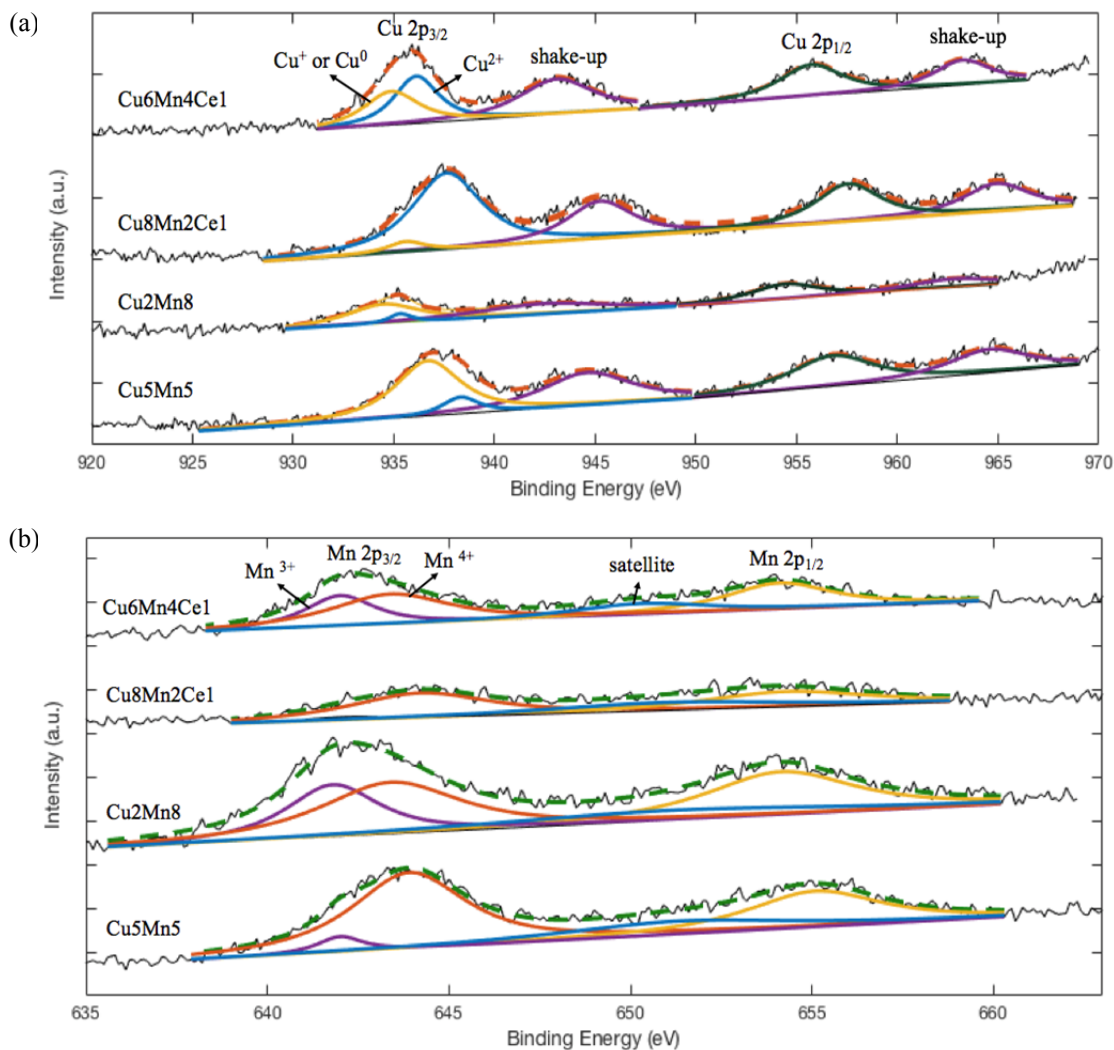 (a)
Cu 2p3/2
Cu+ or Cu0
Cu2+
shake-up
Cu 2p1/2
shake-up
Cu6Mn4Ce1
Cu8Mn2Ce1
Cu2Mn8
Cu5Mn5
Intensity (a.u.)
920 925 930 935 940 945 950 955 960 965 970
Binding Energy (eV)
(b)
Mn 3+
Mn 2p3/2
Mn 4+
satellite
Mn 2p1/2
Cu6Mn4Ce1
Cu8Mn2Ce1
Cu2Mn8
Cu5Mn5
Intensity (a.u.)
635 640 645 650 655 660
Binding Energy (eV)